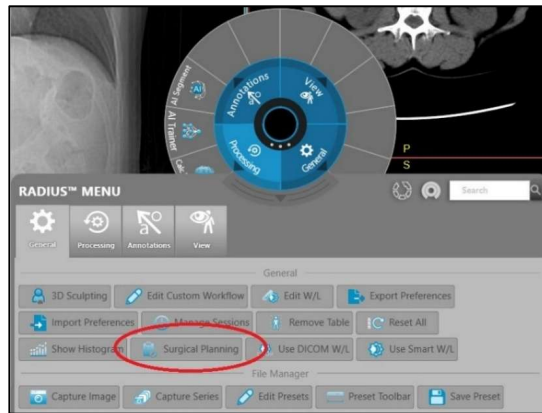 AI Segment
Annotations
View
AI Trainer
Processing
General
P
S
RADIUS™ MENU
Search
General
Processing
Annotations
View
General
3D Sculpting
Edit Custom Workflow
Edit W/L
Export Preferences
Import Preferences
Manage Sessions
Remove Table
Reset All
Show Histogram
Surgical Planning
Use DICOM W/L
Use Smart W/L
File Manager
Capture Image
Capture Series
Edit Presets
Preset Toolbar
Save Preset